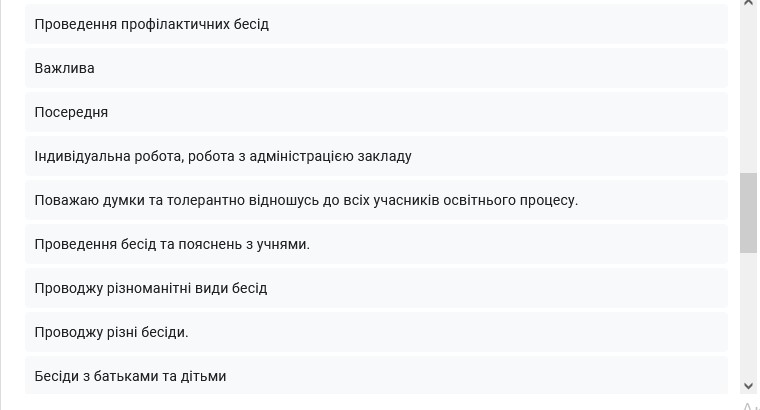 Проведення профілактичних бесід
Важлива
Посередня
Індивідуальна робота, робота з адміністрацією закладу
Поважаю думки та толерантно відношусь до всіх учасників освітнього процесу.
Проведення бесід та пояснень з учнями.
Проводжу різноманітні види бесід
Проводжу різні бесіди.
Бесіди з батьками та дітьми